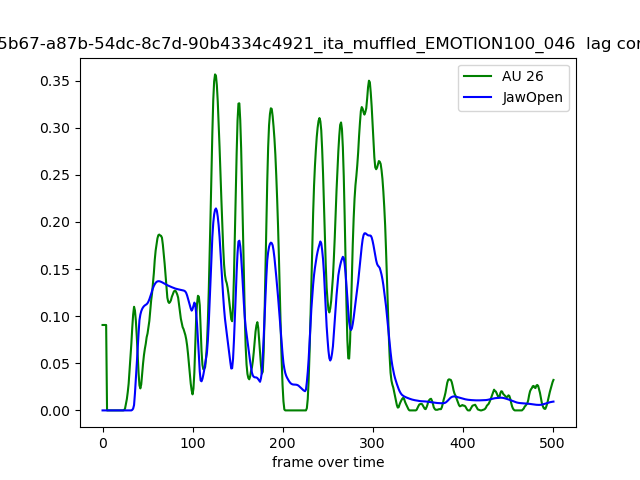 5b67-a87b-54dc-8c7d-90b4334c4921_ita_muffled_EMOTION100_046 lag cor
AU 26
JawOpen
0.35
0.30
0.25
0.20
0.15
0.10
0.05
0.00
0 100 200 300 400 500
frame over time